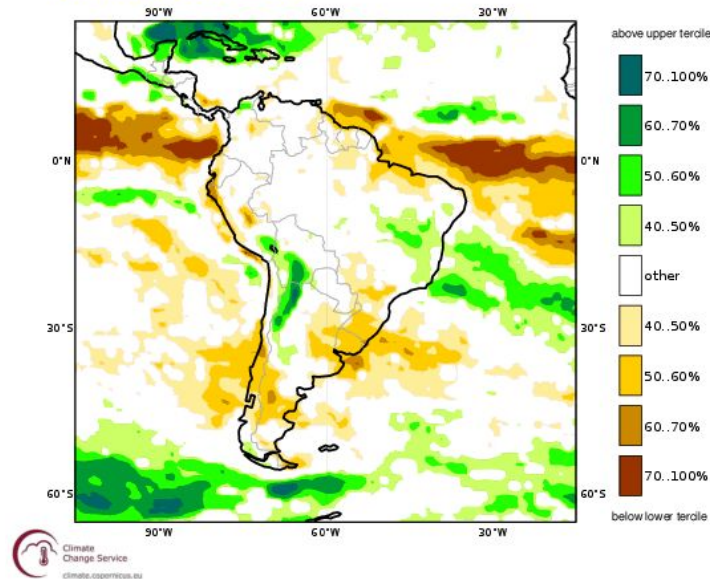 90°W 60°W 30°W
above upper tercile
70..100%
60..70%
0°N 0°N
50..60%
40..50%
other
30°S 30°S
40..50%
50..60%
60..70%
60°S 60°S
70..100%
90°W 60°W 30°W
below lower tercile
Climate
Change Service
climate.copernicus.eu